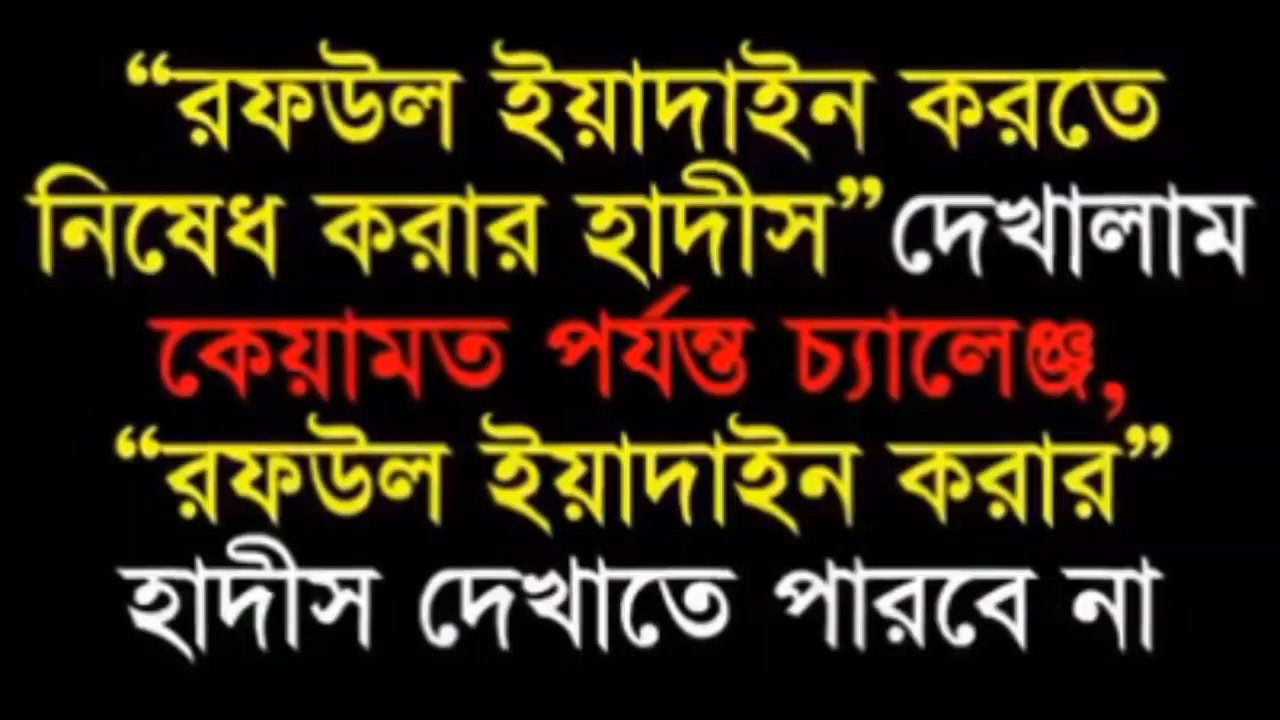 “রফউল ইয়াদাইন করতে
নিষেধ করার হাদীস” দেখালাম
কেয়ামত পর্যন্ত চ্যালেঞ্জ,
“রফউল ইয়াদাইন করার”
হাদীস দেখাতে পারবে না